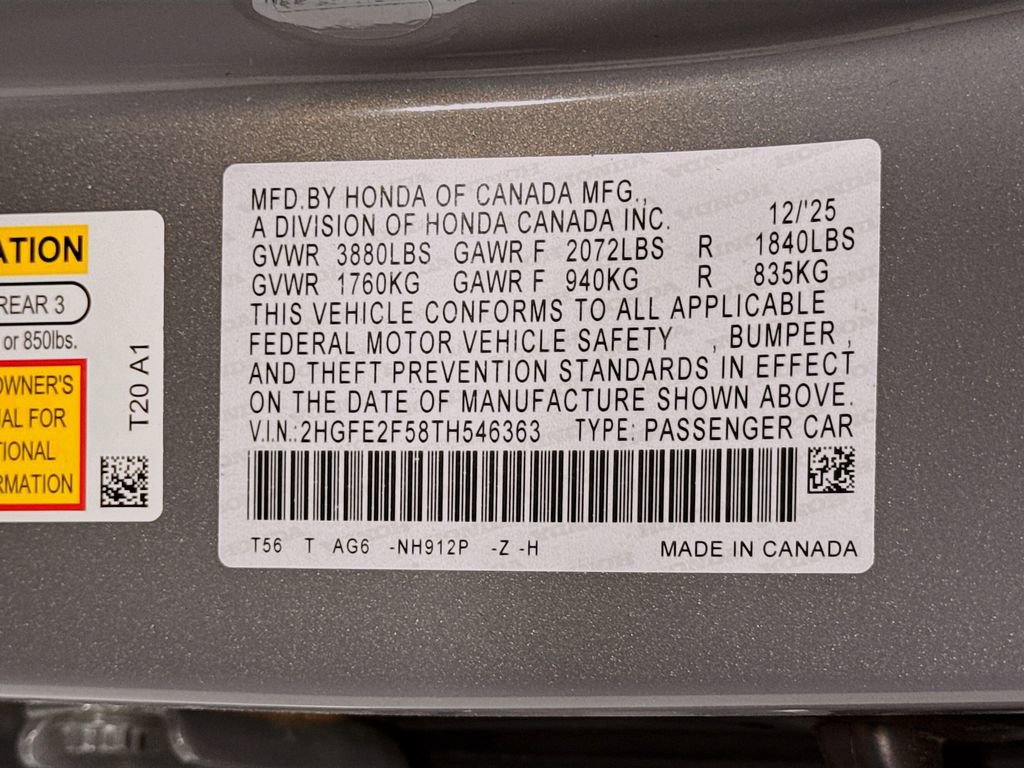 ATION
REAR 3
or 850lbs.
OWNER'S
UAL FOR
TIONAL
RMATION
T20 A1
MFD.BY HONDA OF CANADA MFG.,
A DIVISION OF HONDA CANADA INC. 12/'25
GVWR 3880LBS GAWR F 2072LBS R 1840LBS
GVWR 1760KG GAWR F 940KG R 835KG
THIS VEHICLE CONFORMS TO ALL APPLICABLE
FEDERAL MOTOR VEHICLE SAFETY , BUMPER ,
AND THEFT PREVENTION STANDARDS IN EFFECT
ON THE DATE OF MANUFACTURE SHOWN ABOVE.
V.I.N.:2HGFE2F58TH546363 TYPE: PASSENGER CAR
T56 T AG6 -NH912P -Z -H MADE IN CANADA